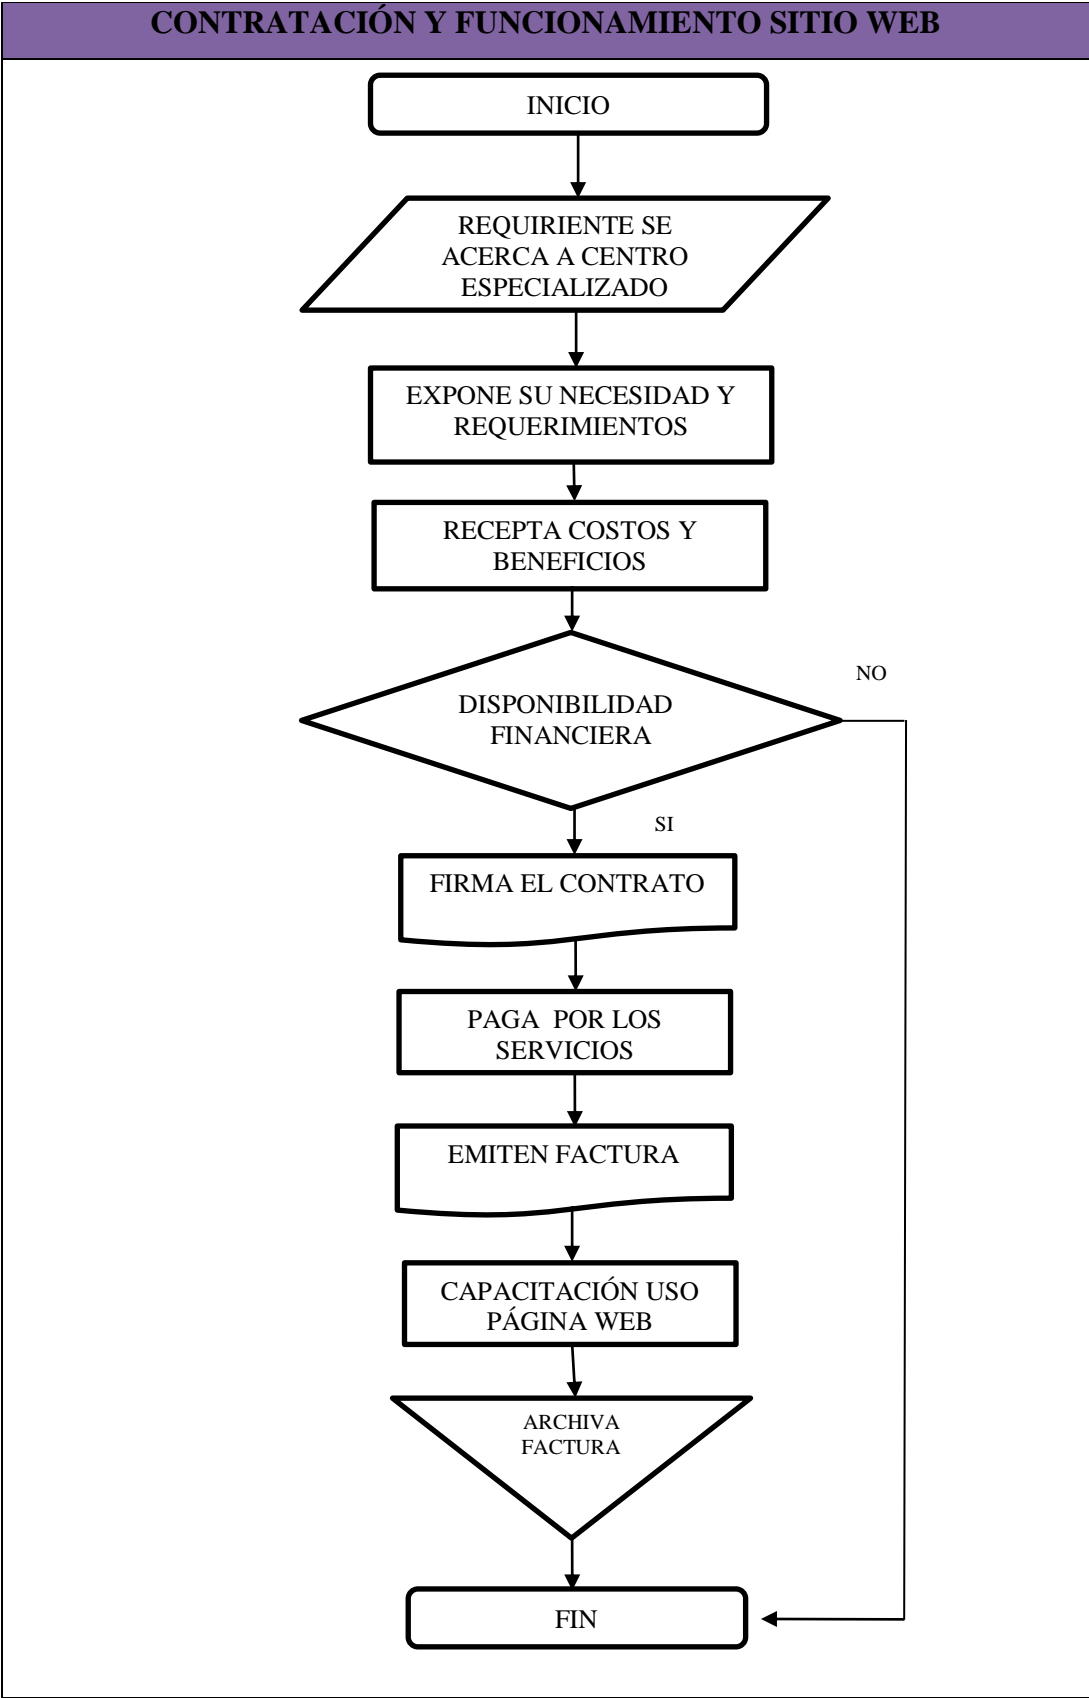 CONTRATACIÓN Y FUNCIONAMIENTO SITIO WEB
INICIO
REQUIRIENTE SE
ACERCA A CENTRO
ESPECIALIZADO
EXPONE SU NECESIDAD Y
REQUERIMIENTOS
RECEPTA COSTOS Y
BENEFICIOS
NO
DISPONIBILIDAD
FINANCIERA
SI
FIRMA EL CONTRATO
PAGA POR LOS
SERVICIOS
EMITEN FACTURA
CAPACITACIÓN USO
PÁGINA WEB
ARCHIVA
FACTURA
FIN